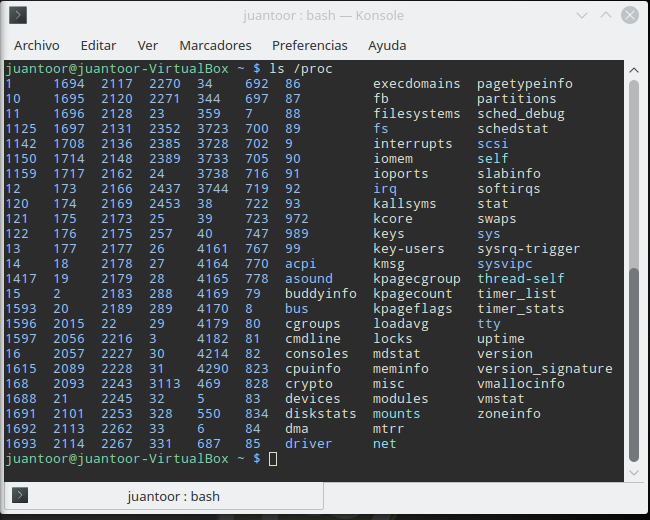 juantoor : bash — Konsole
Archivo Editar Ver Marcadores Preferencias Ayuda
juantoor@juantoor-VirtualBox ~ $ ls /proc
1 1694 2117 2270 34 692 86 execdomains pagetypeinfo
10 1695 2120 2271 344 697 87 fb partitions
11 1696 2128 23 359 7 88 filesystems sched_debug
1125 1697 2131 2352 3723 700 89 fs schedstat
1142 1708 2136 2385 3728 702 9 interrupts scsi
1150 1714 2148 2389 3733 705 90 iomem self
1159 1717 2162 24 3738 716 91 ioports slabinfo
12 173 2166 2437 3744 719 92 irq softirqs
120 174 2169 2453 38 722 93 kallsyms stat
121 175 2173 25 39 723 972 kcore swaps
122 176 2175 257 40 747 989 keys sys
13 177 2177 26 4161 767 99 key-users sysrq-trigger
14 18 2178 27 4164 770 acpi kmsg sysvipc
1417 19 2179 28 4165 778 asound kpagecgroup thread-self
15 2 2183 288 4169 79 buddyinfo kpagecount timer_list
1593 20 2189 289 4170 8 bus kpageflags timer_stats
1596 2015 22 29 4179 80 cgroups loadavg tty
1597 2056 2216 3 4182 81 cmdline locks uptime
16 2057 2227 30 4214 82 consoles mdstat version
1615 2089 2228 31 4290 823 cpuinfo meminfo version_signature
168 2093 2243 3113 469 828 crypto misc vmallocinfo
1688 21 2245 32 5 83 devices modules vmstat
1691 2101 2253 328 550 834 diskstats mounts zoneinfo
1692 2113 2262 33 6 84 dma mtrr
1693 2114 2267 331 687 85 driver net
juantoor@juantoor-VirtualBox ~ $
juantoor : bash